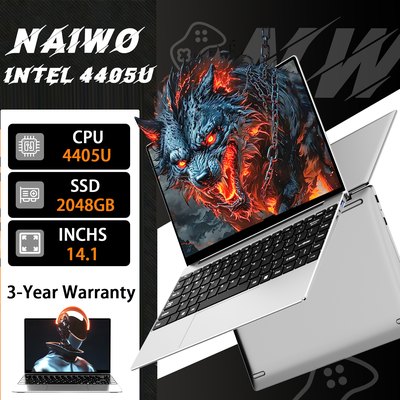 NAIWO
INTEL 4405U
CPU
4405U
SSD
2048GB
INCHS
14.1
3-Year Warranty